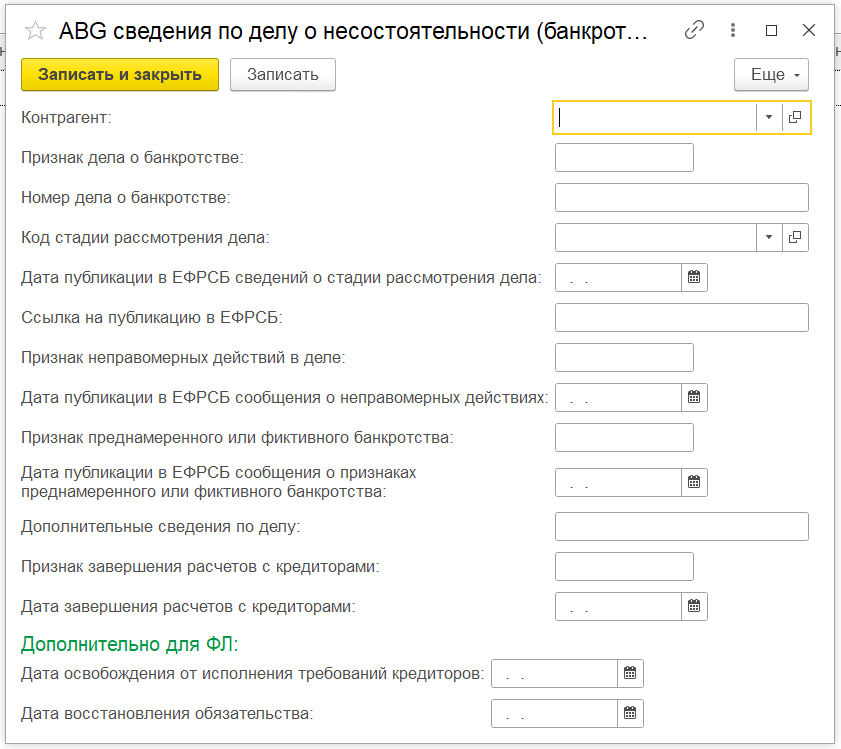 ABG сведения по делу о несостоятельности (банкрот...
Записать и закрыть
Записать
Еще
Контрагент:
Признак дела о банкротстве:
Номер дела о банкротстве:
Код стадии рассмотрения дела:
Дата публикации в ЕФРСБ сведений о стадии рассмотрения дела: . .
Ссылка на публикацию в ЕФРСБ:
Признак неправомерных действий в деле:
Дата публикации в ЕФРСБ сообщения о неправомерных действиях: . .
Признак преднамеренного или фиктивного банкротства:
Дата публикации в ЕФРСБ сообщения о признаках
преднамеренного или фиктивного банкротства: . .
Дополнительные сведения по делу:
Признак завершения расчетов с кредиторами:
Дата завершения расчетов с кредиторами: . .
Дополнительно для ФЛ:
Дата освобождения от исполнения требований кредиторов: . .
Дата восстановления обязательства: . .